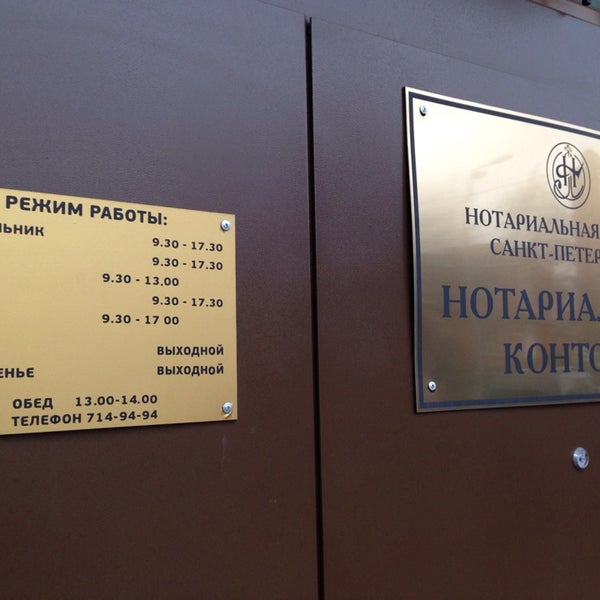 РЕЖИМ РАБОТЫ:
ЬНИК
9.30 - 17.30
9.30 - 17.30
9.30 - 13.00
9.30 - 17.30
9.30 - 17 00
ВЫХОДНОЙ
ЕНЬЕ ВЫХОДНОЙ
ОБЕД 13.00-14.00
ТЕЛЕФОН 714-94-94
НОТАРИАЛЬНАЯ
САНКТ-ПЕТЕР
НОТАРИАЛ
КОНТО